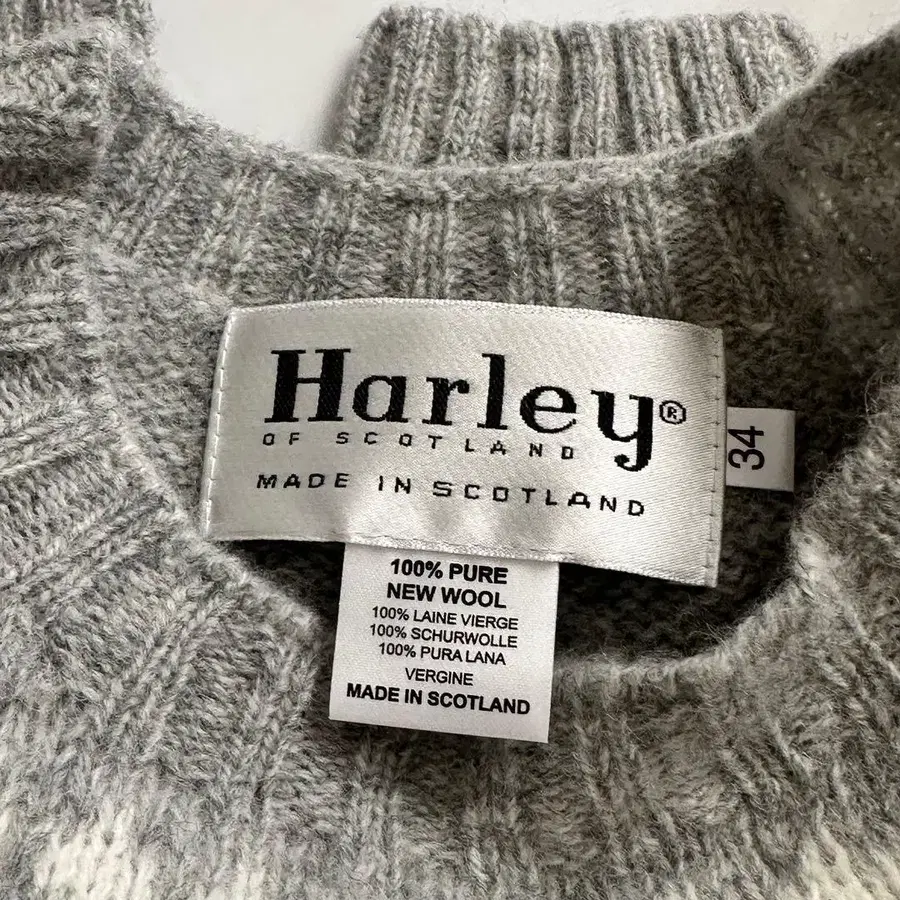 Harley®
OF SCOTLAND
MADE IN SCOTLAND
34
100% PURE
NEW WOOL
100% LAINE VIERGE
100% SCHURWOLLE
100% PURA LANA
VERGINE
MADE IN SCOTLAND